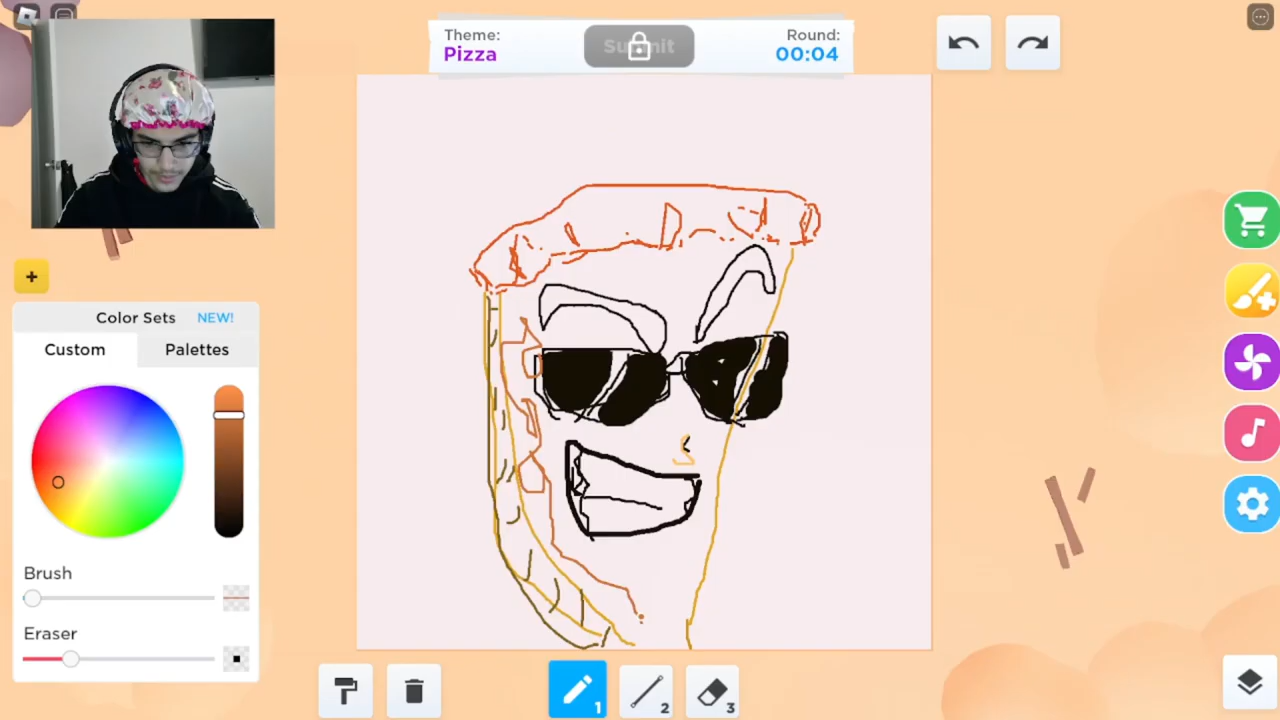 Theme:
Pizza
Submit
Round:
00:04
+
Color Sets NEW!
Custom
Palettes
Brush
Eraser
1
2
3